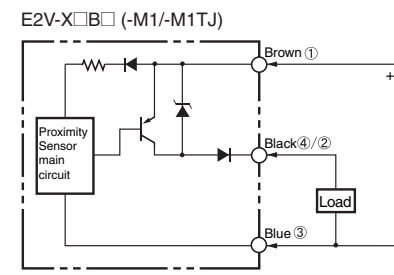 E2V-X□B□ (-M1/-M1TJ)
Brown ①
+
Proximity
Sensor
main
circuit
Black④/②
Load
Blue ③